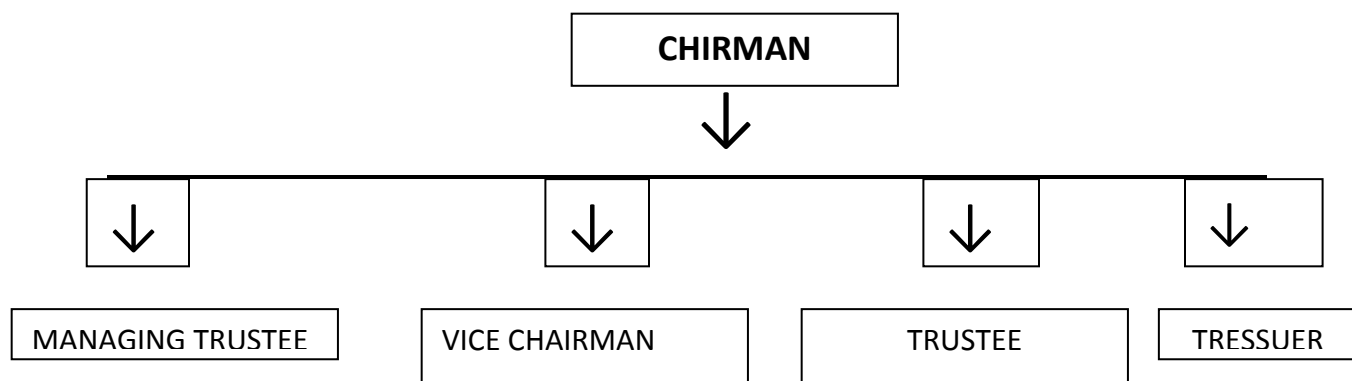 CHIRMAN
MANAGING TRUSTEE
VICE CHAIRMAN
TRUSTEE
TRESSUER